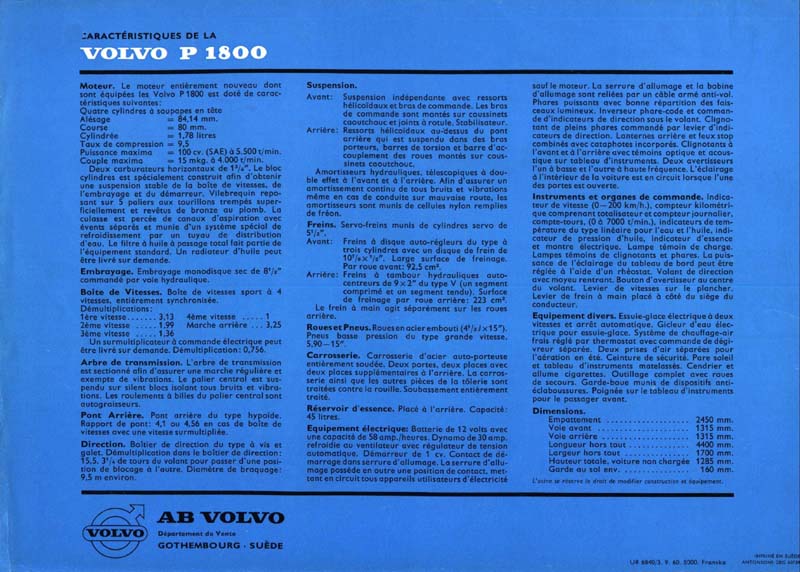 CARACTÉRISTIQUES DE LA
VOLVO P 1800
Moteur. Le moteur entièrement nouveau dont
sont équipées les Volvo P 1800 est doté de carac-
téristiques suivantes:
Quatre cylindres à soupapes en tête
Alésage = 84,14 mm.
Course = 80 mm.
Cylindrée = 1,78 litres
Taux de compression = 9,5
Puissance maxima = 100 cv. (SAE) à 5.500 t/min.
Couple maxima = 15 mkg. à 4.000 t/min.
Deux carburateurs horizontaux de 1³/₄". Le bloc
cylindres est spécialement construit afin d'obtenir
une suspension stable de la boîte de vitesses, de
l'embrayage et du démarreur. Vilebrequin repo-
sant sur 5 paliers aux tourillons trempés super-
ficiellement et revêtus de bronze au plomb. La
culasse est percée de canaux d'aspiration avec
évents séparés et munie d'un système spécial de
refroidissement par un tuyau de distribution
d'eau. Le filtre à huile à passage total fait partie de
l'équipement standard. Un radiateur d'huile peut
être livré sur demande.
Embrayage. Embrayage monodisque sec de 8¹/₂"
commandé par voie hydraulique.
Boîte de Vitesses. Boîte de vitesses sport à 4
vitesses, entièrement synchronisée.
Démultiplications:
1ère vitesse....... 3,13 4ème vitesse ..... 1
2ème vitesse ..... 1,99 Marche arrière ... 3,25
3ème vitesse ..... 1,36
Un surmultiplicateur à commande électrique peut
être livré sur demande. Démultiplication: 0,756.
Arbre de transmission. L'arbre de transmission
est sectionné afin d'assurer une marche régulière et
exempte de vibrations. Le palier central est sus-
pendu sur silent blocs isolant tous bruits et vibra-
tions. Les roulements à billes du palier central sont
autograisseurs.
Pont Arrière. Pont arrière du type hypoïde.
Rapport de pont: 4,1 ou 4,56 en cas de boîte de
vitesses avec une vitesse surmultipliée.
Direction. Boîtier de direction du type à vis et
galet. Démultiplication dans le boîtier de direction:
15,5. 3¹/₄ de tours du volant pour passer d'une posi-
tion de blocage à l'autre. Diamètre de braquage:
9,5 m environ.
Suspension.
Avant: Suspension indépendante avec ressorts
hélicoïdaux et bras de commande. Les bras
de commande sont montés sur coussinets
caoutchouc et joints à rotule. Stabilisateur.
Arrière: Ressorts hélicoïdaux au-dessus du pont
arrière qui est suspendu dans des bras
porteurs, barres de torsion et barre d'ac-
couplement des roues montés sur cous-
sinets caoutchouc.
Amortisseurs hydrauliques, télescopiques à dou-
ble effet à l'avant et à l'arrière. Afin d'assurer un
amortissement continu de tous bruits et vibrations
même en cas de conduite sur mauvaise route, les
amortisseurs sont munis de cellules nylon remplies
de fréon.
Freins. Servo-freins munis de cylindres servo de
5¹/₂".
Avant: Freins à disque auto-régleurs du type à
trois cylindres avec un disque de frein de
10⁵/₈×¹/₂". Large surface de freinage.
Par roue avant: 92,5 cm².
Arrière: Freins à tambour hydrauliques auto-
centreurs de 9×2" du type V (un segment
comprimé et un segment tendu). Surface
de freinage par roue arrière: 223 cm².
Le frein à main agit séparément sur les roues
arrière.
Roues et Pneus. Roues en acier embouti (4¹/₂J×15").
Pneus basse pression du type grande vitesse,
5,90—15".
Carrosserie. Carrosserie d'acier auto-porteuse
entièrement soudée. Deux portes, deux places avec
deux places supplémentaires à l'arrière. La carros-
serie ainsi que les autres pièces de la tôlerie sont
traitées contre la rouille. Soubassement entièrement
traité.
Réservoir d'essence. Placé à l'arrière. Capacité:
45 litres.
Equipement électrique: Batterie de 12 volts avec
une capacité de 58 amp./heures. Dynamo de 30 amp.
refroidie au ventilateur avec régulateur de tension
automatique. Démarreur de 1 cv. Contact de dé-
marrage dans serrure d'allumage. La serrure d'allu-
mage possède en outre une position de contact, met-
tant en circuit tous appareils utilisateurs d'électricité
sauf le moteur. La serrure d'allumage et la bobine
d'allumage sont reliées par un câble armé anti-vol.
Phares puissants avec bonne répartition des fais-
ceaux lumineux. Inverseur phare-code et comman-
de d'indicateurs de direction sous le volant. Cligno-
tant de pleins phares commandé par levier d'indi-
cateurs de direction. Lanternes arrière et feux stop
combinés avec cataphotes incorporés. Clignotants à
l'avant et à l'arrière avec témoins optique et acous-
tique sur tableau d'instruments. Deux avertisseurs
l'un à basse et l'autre à haute fréquence. L'éclairage
à l'intérieur de la voiture est en circuit lorsque l'une
des portes est ouverte.
Instruments et organes de commande. Indica-
teur de vitesse (0—200 km/h.), compteur kilométri-
que comprenant totalisateur et compteur journalier,
compte-tours, (0 à 7000 t/min.), indicateurs de tem-
pérature du type linéaire pour l'eau et l'huile, indi-
cateur de pression d'huile, indicateur d'essence
et montre électrique. Lampe témoin de charge.
Lampes témoins de clignotants et phares. La puis-
sance de l'éclairage du tableau de bord peut être
réglée à l'aide d'un rhéostat. Volant de direction
avec moyeu rentrant. Bouton d'avertisseur au centre
du volant. Levier de vitesses sur le plancher.
Levier de frein à main placé à côté du siège du
conducteur.
Equipement divers. Essuie-glace électrique à deux
vitesses et arrêt automatique. Gicleur d'eau élec-
trique pour essuie-glace. Système de chauffage-air
frais réglé par thermostat avec commande de dégi-
vreur séparée. Deux prises d'air séparées pour
l'aération en été. Ceinture de sécurité. Pare soleil
et tableau d'instruments matelassés. Cendrier et
allume cigarettes. Outillage complet avec roues
de secours. Garde-boue munis de dispositifs anti-
éclaboussures. Poignée sur le tableau d'instruments
pour le passager avant.
Dimensions.
Empattement .................. 2450 mm.
Voie avant .................... 1315 mm.
Voie arrière ................... 1315 mm.
Longueur hors tout ............. 4400 mm.
Largeur hors tout .............. 1700 mm.
Hauteur totale, voiture non chargée 1285 mm.
Garde au sol env. ............... 160 mm.
L'usine se réserve le droit de modifier construction et équipement.
VOLVO
AB VOLVO
Département de Vente
GOTHEMBOURG · SUÈDE
UR 6840/3. 9. 60. 5000. Franska
IMPRIMÉ EN SUÈDE